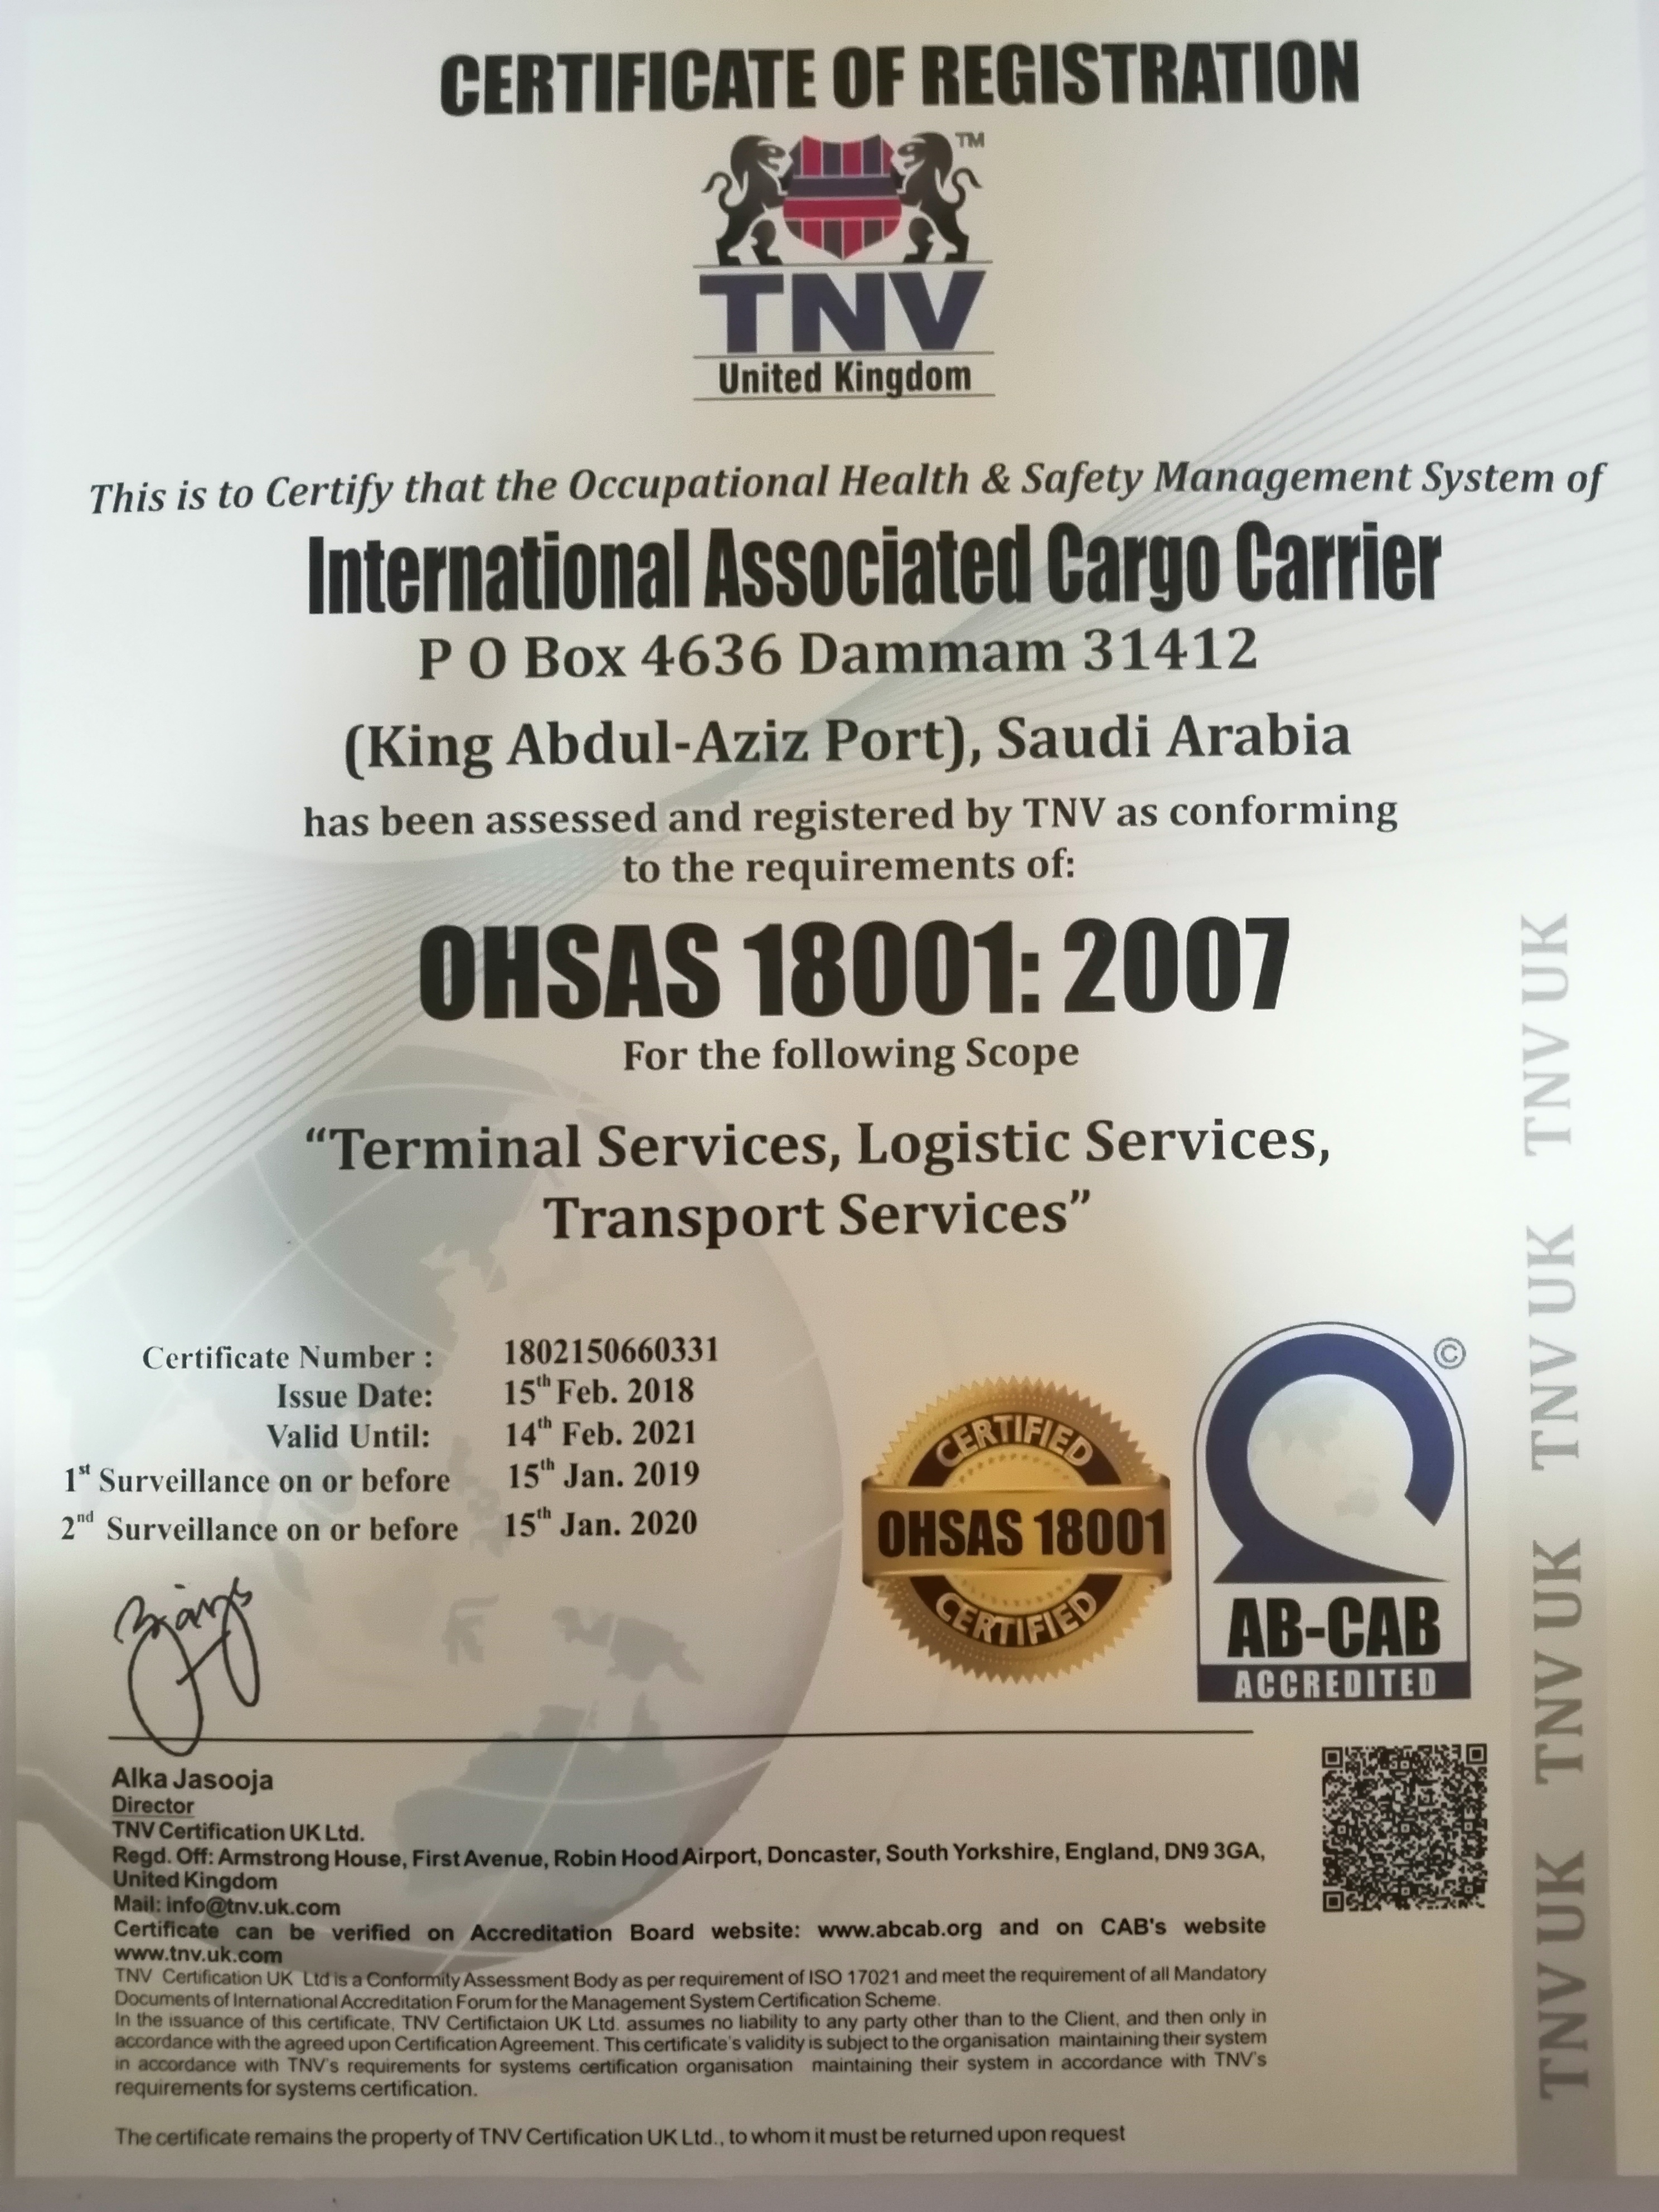 CERTIFICATE OF REGISTRATION
TM
TNV
United Kingdom
This is to Certify that the Occupational Health & Safety Management System of
International Associated Cargo Carrier
P O Box 4636 Dammam 31412
(King Abdul-Aziz Port), Saudi Arabia
has been assessed and registered by TNV as conforming
to the requirements of:
OHSAS 18001: 2007
For the following Scope
“Terminal Services, Logistic Services,
Transport Services”
Certificate Number : 1802150660331
Issue Date: 15th Feb. 2018
Valid Until: 14th Feb. 2021
1st Surveillance on or before 15th Jan. 2019
2nd Surveillance on or before 15th Jan. 2020
CERTIFIED
OHSAS 18001
CERTIFIED
©
AB-CAB
ACCREDITED
Alka Jasooja
Director
TNV Certification UK Ltd.
Regd. Off: Armstrong House, First Avenue, Robin Hood Airport, Doncaster, South Yorkshire, England, DN9 3GA,
United Kingdom
Mail: info@tnv.uk.com
Certificate can be verified on Accreditation Board website: www.abcab.org and on CAB's website
www.tnv.uk.com
TNV Certification UK Ltd is a Conformity Assessment Body as per requirement of ISO 17021 and meet the requirement of all Mandatory
Documents of International Accreditation Forum for the Management System Certification Scheme.
In the issuance of this certificate, TNV Certifictaion UK Ltd. assumes no liability to any party other than to the Client, and then only in
accordance with the agreed upon Certification Agreement. This certificate's validity is subject to the organisation maintaining their system
in accordance with TNV's requirements for systems certification organisation maintaining their system in accordance with TNV's
requirements for systems certification.
The certificate remains the property of TNV Certification UK Ltd., to whom it must be returned upon request
TNV UK TNV UK TNV UK TNV UK